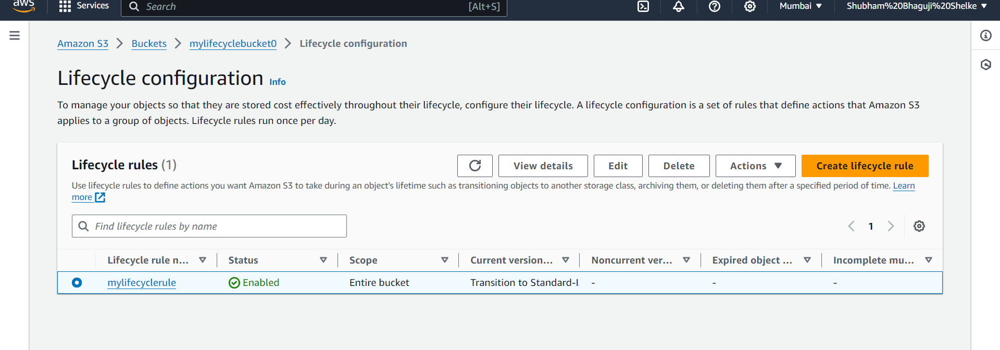 aws Services Search [Alt+S] Mumbai ▼ Shubham%20Bhaguji%20Shelke ▼
Amazon S3 > Buckets > mylifecyclebucket0 > Lifecycle configuration
Lifecycle configuration Info
To manage your objects so that they are stored cost effectively throughout their lifecycle, configure their lifecycle. A lifecycle configuration is a set of rules that define actions that Amazon S3
applies to a group of objects. Lifecycle rules run once per day.
Lifecycle rules (1) View details Edit Delete Actions ▼ Create lifecycle rule
Use lifecycle rules to define actions you want Amazon S3 to take during an object's lifetime such as transitioning objects to another storage class, archiving them, or deleting them after a specified period of time. Learn
more
Find lifecycle rules by name < 1 >
Lifecycle rule n... Status Scope Current version... Noncurrent ver... Expired object ... Incomplete mu...
mylifecyclerule Enabled Entire bucket Transition to Standard-I - - -